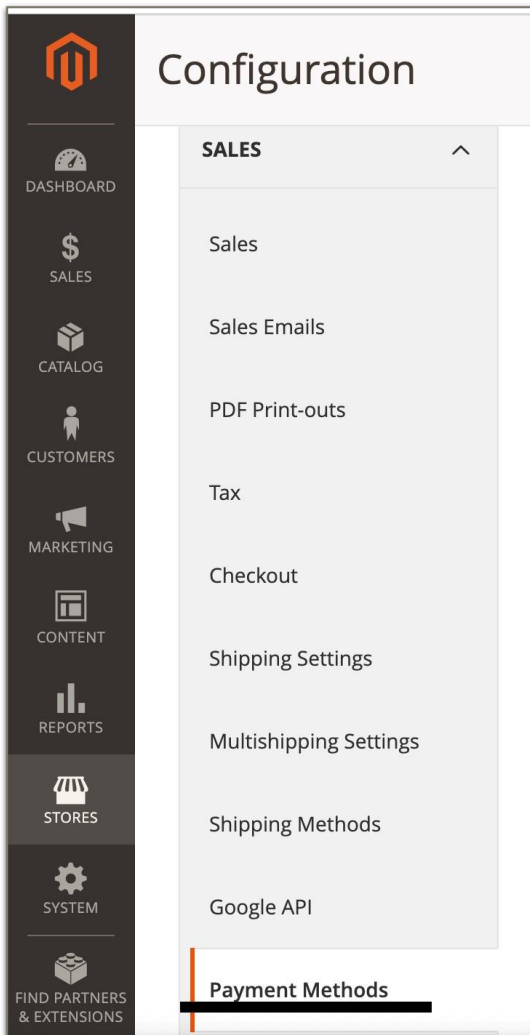 Configuration
DASHBOARD
SALES
CATALOG
CUSTOMERS
MARKETING
CONTENT
REPORTS
STORES
SYSTEM
FIND PARTNERS
& EXTENSIONS
SALES
Sales
Sales Emails
PDF Print-outs
Tax
Checkout
Shipping Settings
Multishipping Settings
Shipping Methods
Google API
Payment Methods